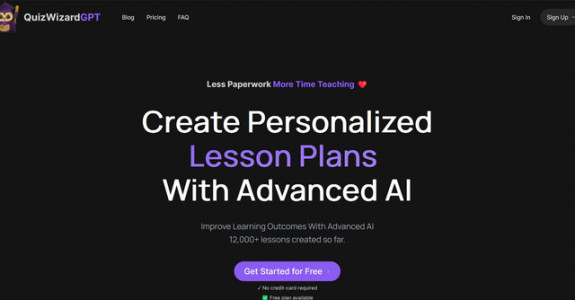 QuizWizardGPT
Blog
Pricing
FAQ
Sign In
Sign Up
Less Paperwork More Time Teaching ❤️
Create Personalized
Lesson Plans
With Advanced AI
Improve Learning Outcomes With Advanced AI
12,000+ lessons created so far.
Get Started for Free
✓ No credit card required
✅ Free plan available